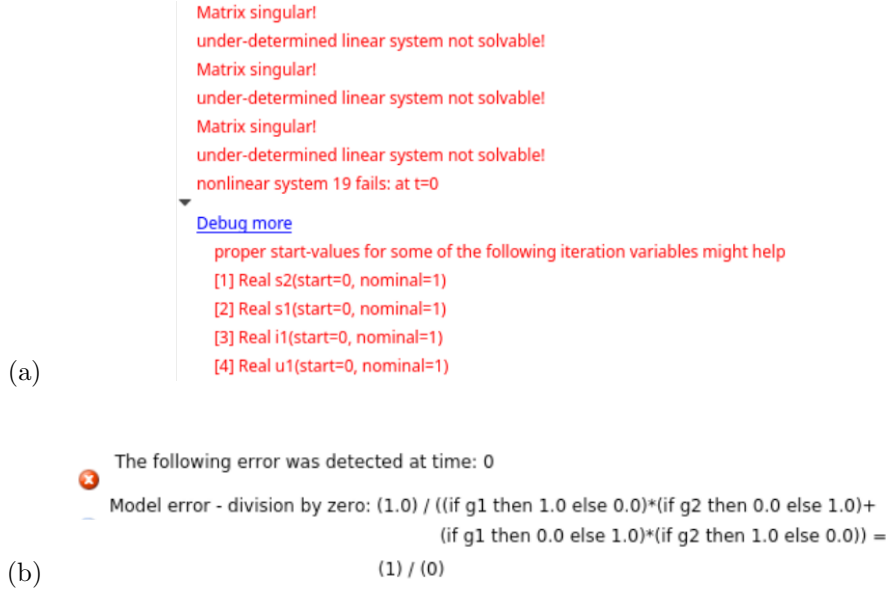 Matrix singular!
under-determined linear system not solvable!
Matrix singular!
under-determined linear system not solvable!
Matrix singular!
under-determined linear system not solvable!
nonlinear system 19 fails: at t=0
Debug more
proper start-values for some of the following iteration variables might help
[1] Real s2(start=0, nominal=1)
[2] Real s1(start=0, nominal=1)
[3] Real i1(start=0, nominal=1)
(a) [4] Real u1(start=0, nominal=1)
The following error was detected at time: 0
Model error - division by zero: (1.0) / ((if g1 then 1.0 else 0.0)*(if g2 then 0.0 else 1.0)+
(if g1 then 0.0 else 1.0)*(if g2 then 1.0 else 0.0)) =
(b) (1) / (0)